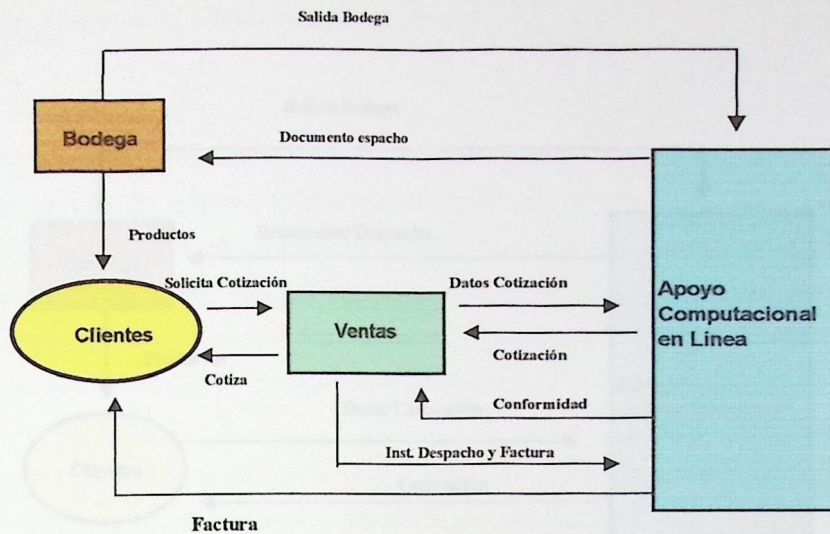 Salida Bodega
Bodega
Documento espacho
Productos
Solicita Cotización
Datos Cotización
Clientes
Ventas
Apoyo
Computacional
en Linea
Cotiza
Cotización
Conformidad
Inst. Despacho y Factura
Factura